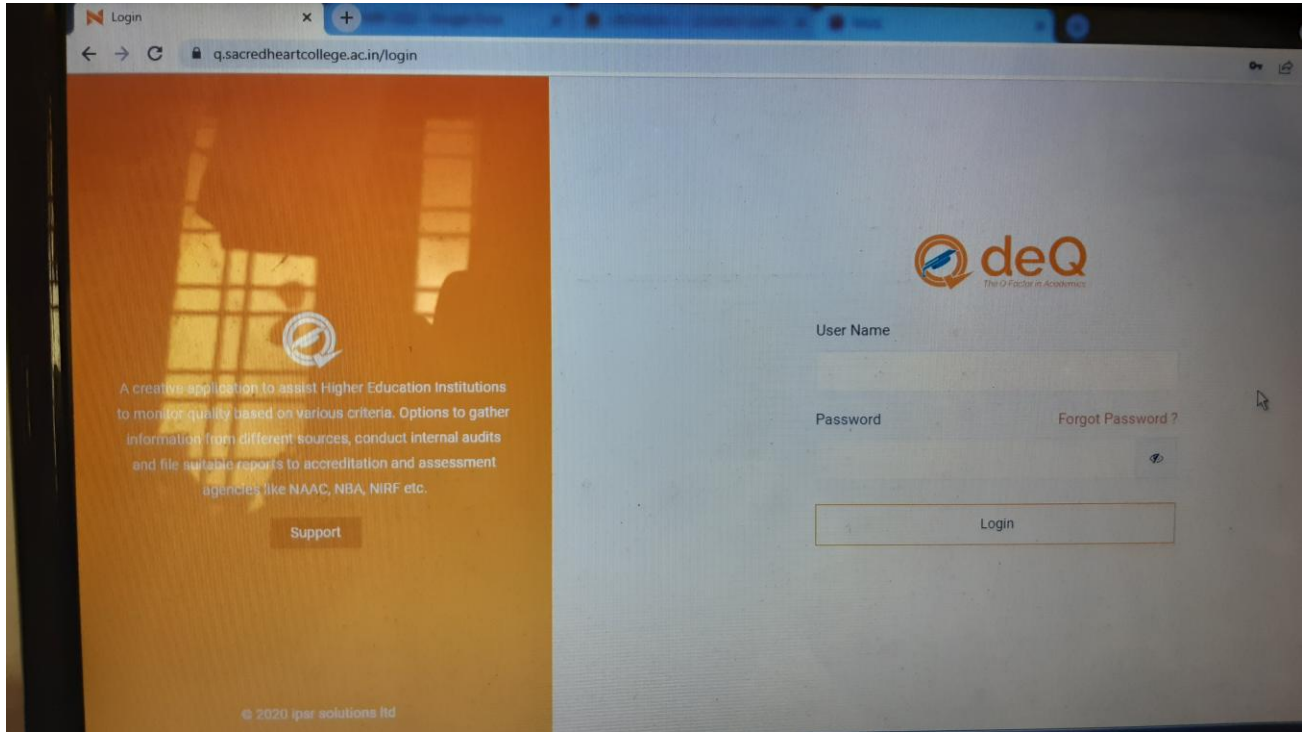 Login
q.sacredheartcollege.ac.in/login
A creative application to assist Higher Education Institutions
to monitor quality based on various criteria. Options to gather
information from different sources, conduct internal audits
and file suitable reports to accreditation and assessment
agencies like NAAC, NBA, NIRF etc.
Support
© 2020 ipsr solutions ltd
deQ
The Q Factor in Academics
User Name
Password
Forgot Password ?
Login